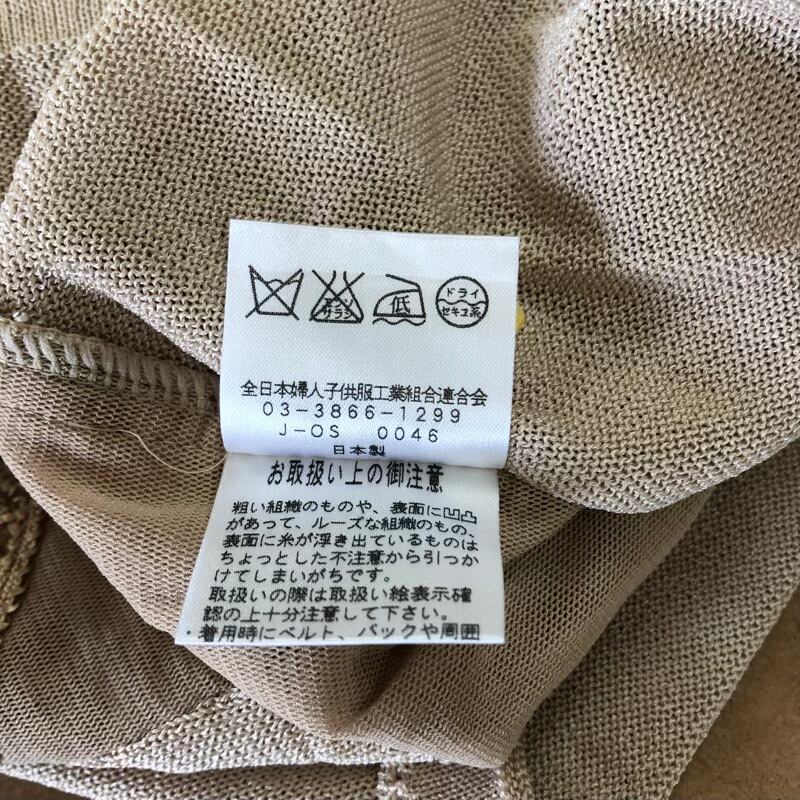 エンソ
サラシ
低
ドライ
セキユ系
全日本婦人子供服工業組合連合会
03-3866-1299
J-OS 0046
日本製
お取扱い上の御注意
粗い組織のものや、表面に凹凸
があって、ルーズな組織のもの、
表面に糸が浮き出ているものは
ちょっとした不注意から引っか
けてしまいがちです。
取扱いの際は取扱い絵表示確
認の上十分注意して下さい。
・着用時にベルト、バックや周囲